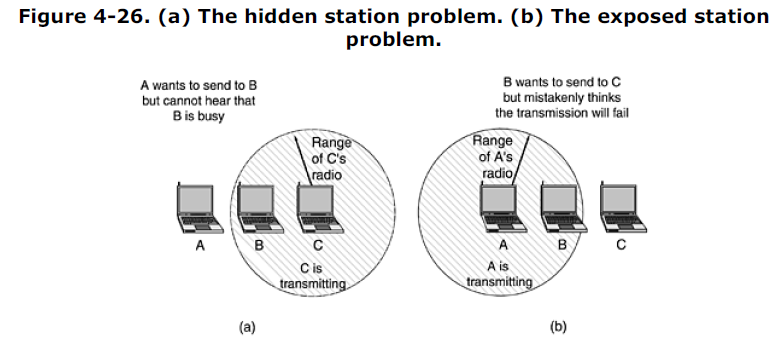 Figure 4-26. (a) The hidden station problem. (b) The exposed station
problem.
A wants to send to B
but cannot hear that
B is busy
Range
of C's
radio
A
B
C
C is
transmitting
(a)
B wants to send to C
but mistakenly thinks
the transmission will fail
Range
of A's
radio
A
B
C
A is
transmitting
(b)